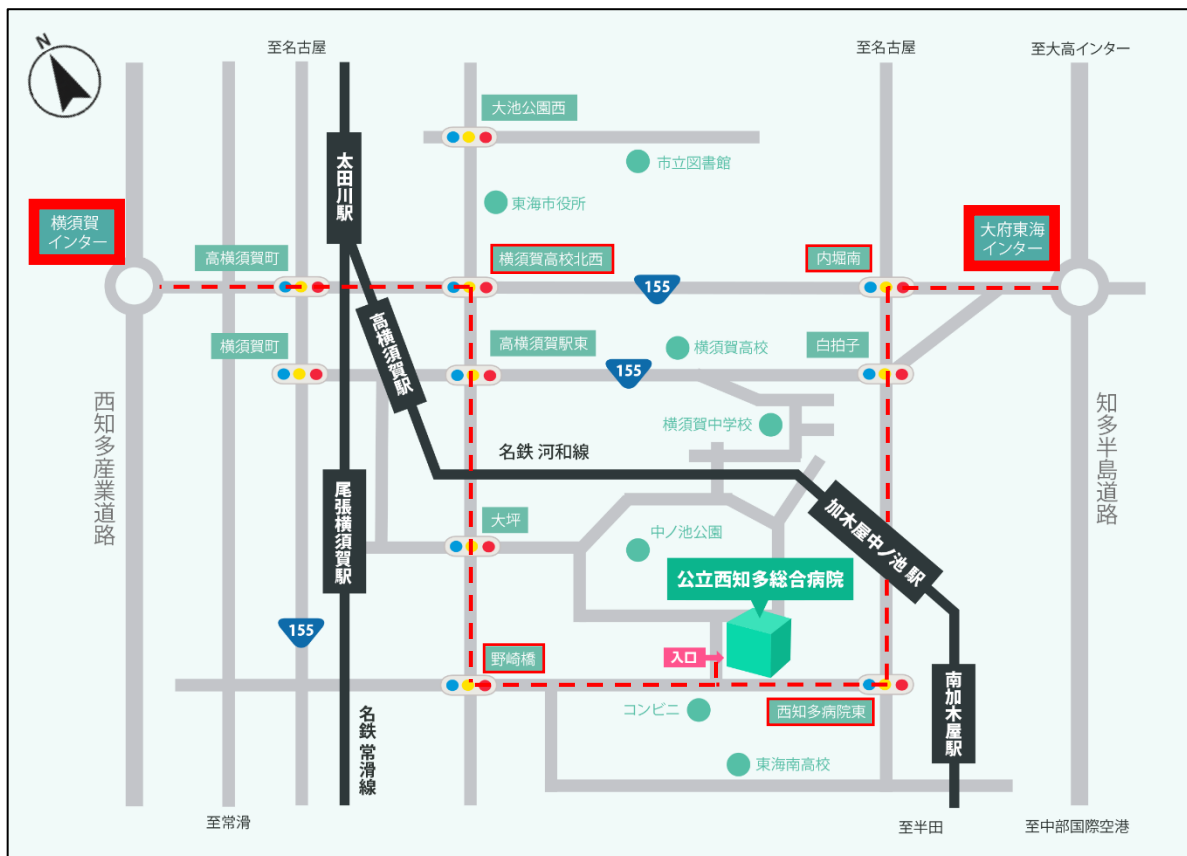 N
至名古屋
至名古屋
至大高インター
大池公園西
太田川駅
市立図書館
東海市役所
横須賀
インター
高横須賀町
横須賀高校北西
155
内堀南
大府東海
インター
高横須賀駅
横須賀町
高横須賀駅東
155
横須賀高校
白拍子
西知多産業道路
横須賀中学校
知多半島道路
名鉄 河和線
尾張横須賀駅
大坪
中ノ池公園
加木屋中ノ池 駅
公立西知多総合病院
155
野崎橋
入口
コンビニ
西知多病院東
南加木屋駅
名鉄 常滑線
東海南高校
至常滑
至半田
至中部国際空港